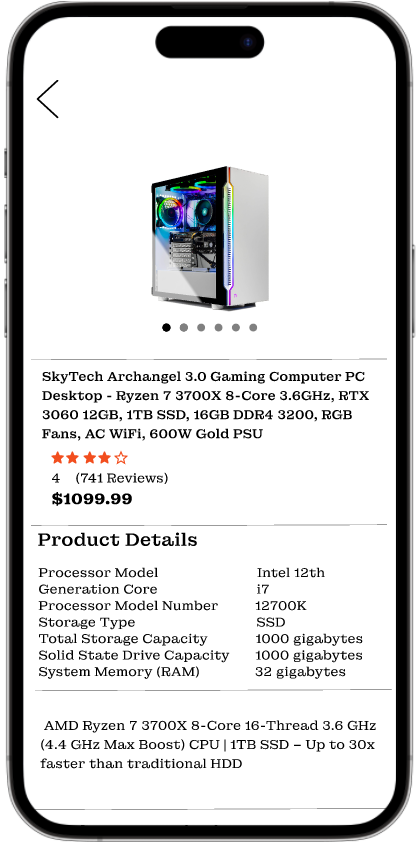 SkyTech Archangel 3.0 Gaming Computer PC
Desktop - Ryzen 7 3700X 8-Core 3.6GHz, RTX
3060 12GB, 1TB SSD, 16GB DDR4 3200, RGB
Fans, AC WiFi, 600W Gold PSU
4 (741 Reviews)
$1099.99
Product Details
Processor Model Intel 12th
Generation Core i7
Processor Model Number 12700K
Storage Type SSD
Total Storage Capacity 1000 gigabytes
Solid State Drive Capacity 1000 gigabytes
System Memory (RAM) 32 gigabytes
AMD Ryzen 7 3700X 8-Core 16-Thread 3.6 GHz
(4.4 GHz Max Boost) CPU | 1TB SSD – Up to 30x
faster than traditional HDD